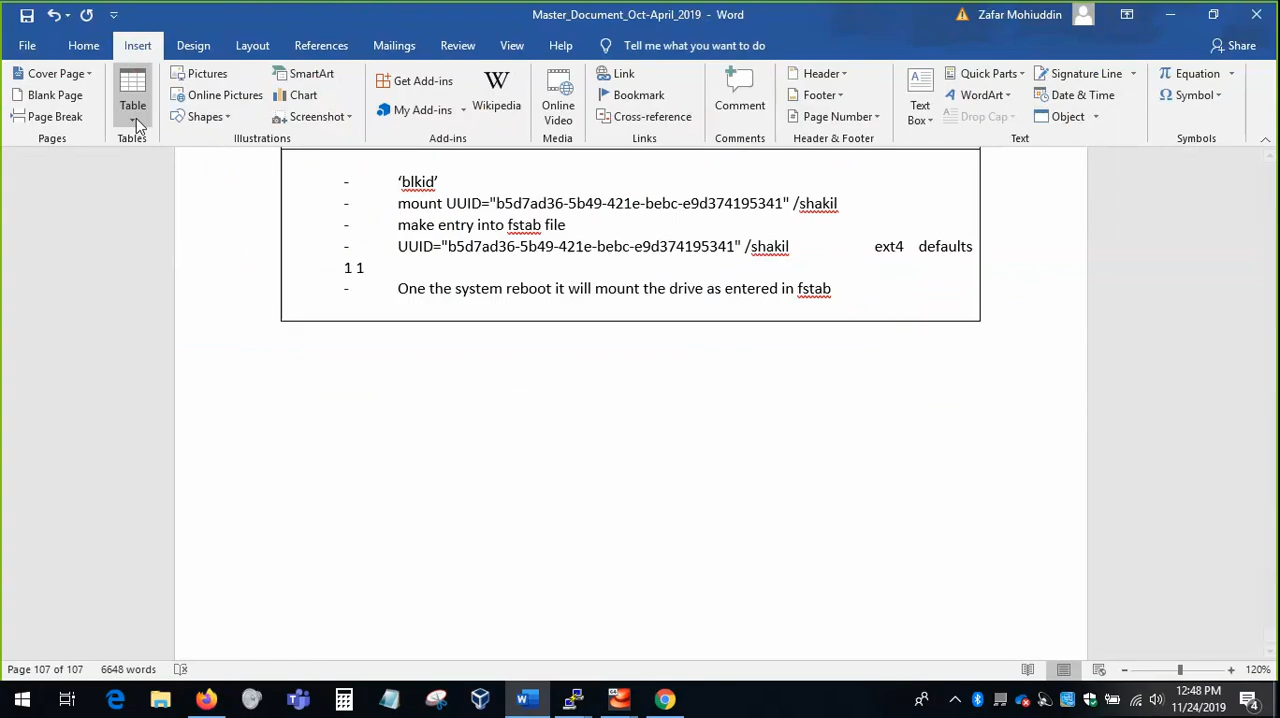 Master_Document_Oct-April_2019 - Word
Zafar Mohiuddin
File Home Insert Design Layout References Mailings Review View Help Tell me what you want to do Share
Cover Page
Blank Page
Page Break
Pages
Table
Tables
Pictures
Online Pictures
Shapes
SmartArt
Chart
Screenshot
Illustrations
Get Add-ins
My Add-ins
W
Wikipedia
Add-ins
Online
Video
Media
Link
Bookmark
Cross-reference
Links
Comment
Comments
Header
Footer
Page Number
Header & Footer
Text
Box
Quick Parts
WordArt
Drop Cap
Signature Line
Date & Time
Object
Text
Equation
Symbol
Symbols
- ‘blkid’
- mount UUID="b5d7ad36-5b49-421e-bebc-e9d374195341" /shakil
- make entry into fstab file
- UUID="b5d7ad36-5b49-421e-bebc-e9d374195341" /shakil ext4 defaults
1 1
- One the system reboot it will mount the drive as entered in fstab
Page 107 of 107 6648 words
120%
12:48 PM
11/24/2019
4